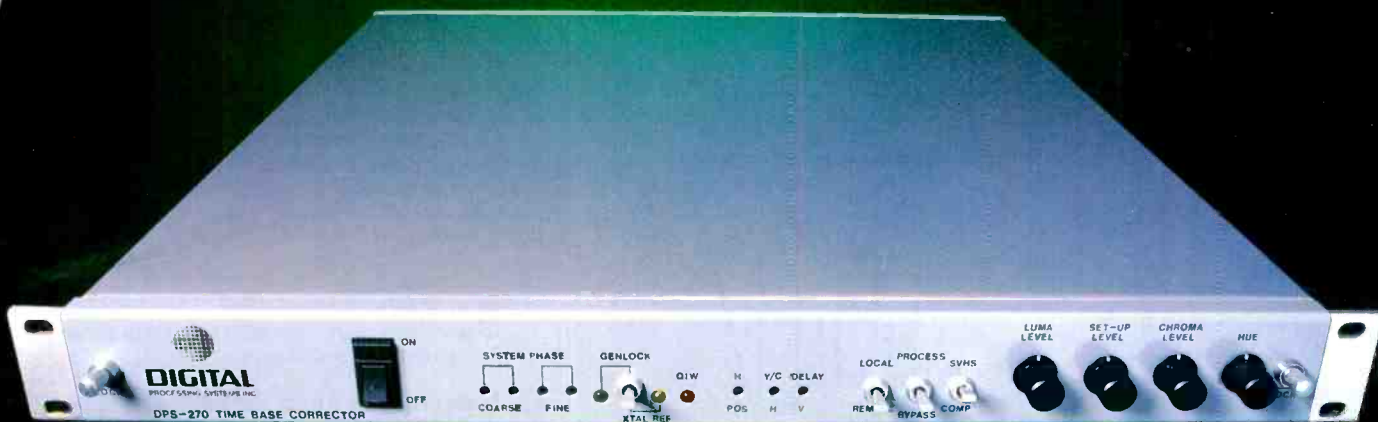 DIGITAL
PROCESSING SYSTEMS INC.
DPS-270 TIME BASE CORRECTOR
ON
OFF
SYSTEM PHASE
COARSE FINE
GENLOCK
XTAL REF
OIW
H Y/C DELAY
POS H V
LOCAL PROCESS SVHS
REM BYPASS COMP
LUMA LEVEL
SET-UP LEVEL
CHROMA LEVEL
HUE